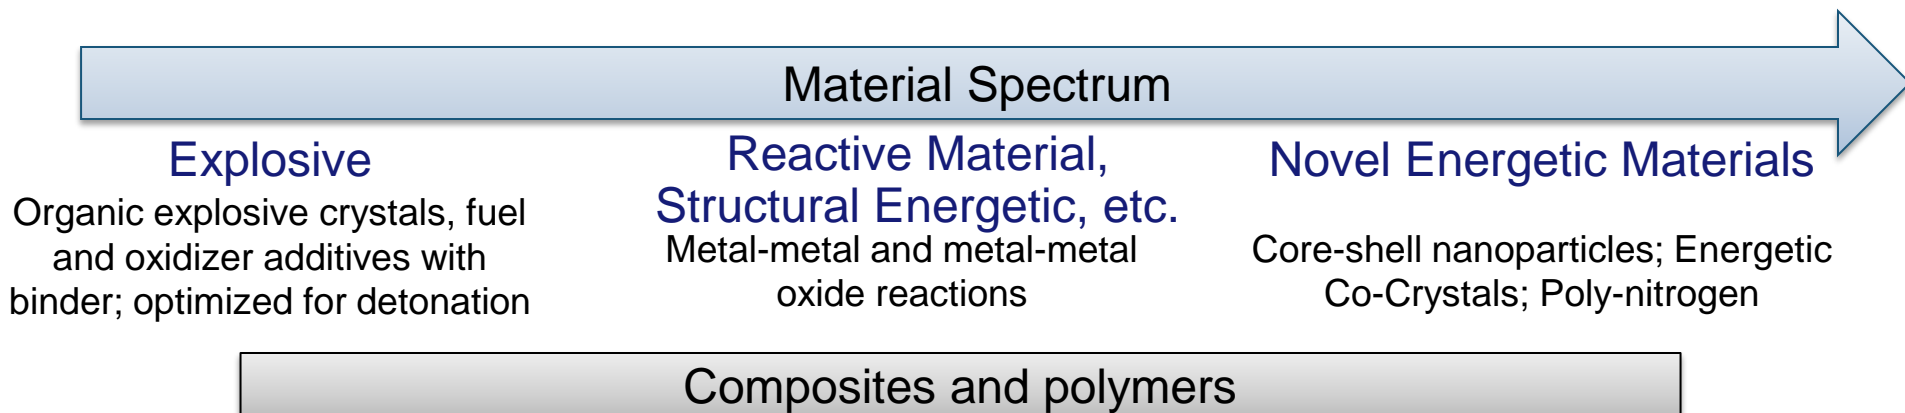 Material Spectrum
Explosive
Organic explosive crystals, fuel
and oxidizer additives with
binder; optimized for detonation
Reactive Material,
Structural Energetic, etc.
Metal-metal and metal-metal
oxide reactions
Novel Energetic Materials
Core-shell nanoparticles; Energetic
Co-Crystals; Poly-nitrogen
Composites and polymers